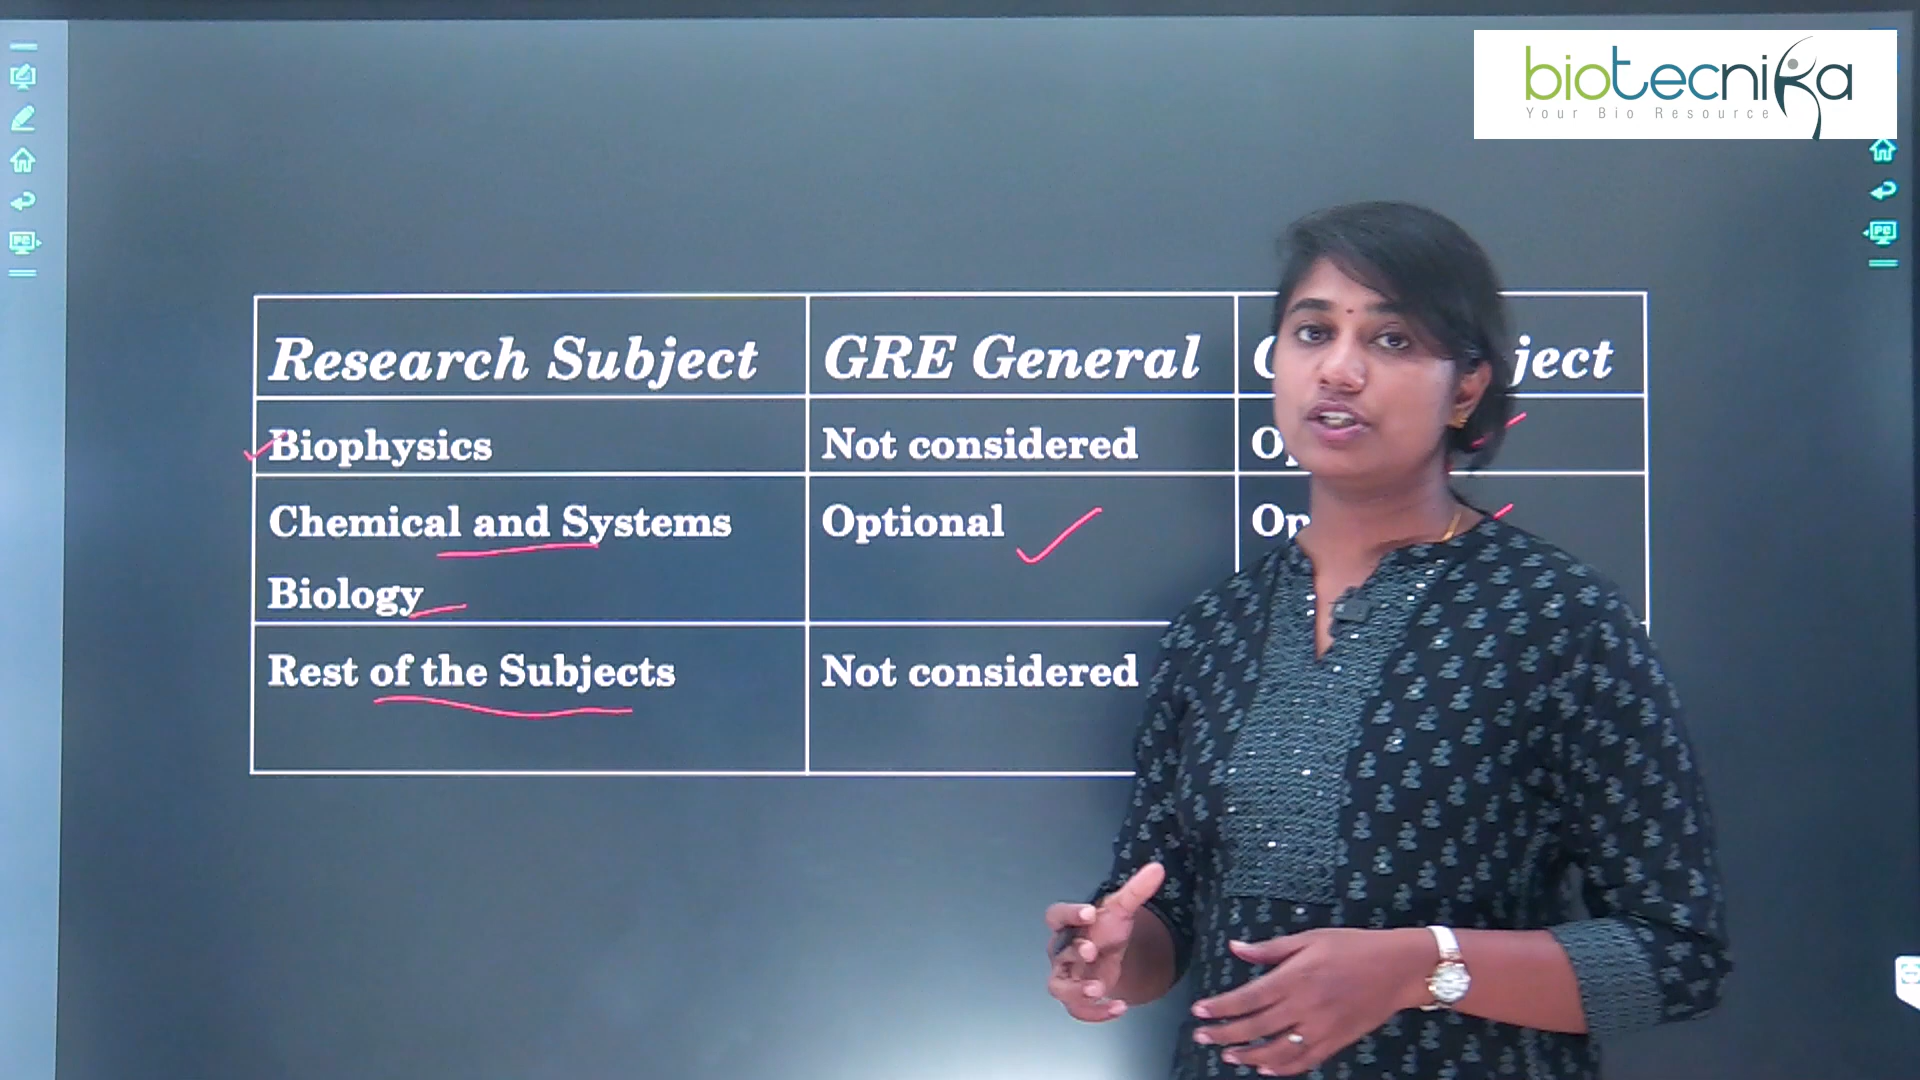 biotecnika
Your Bio Resource
Research Subject GRE General
Biophysics Not considered
Chemical and Systems Optional
Biology
Rest of the Subjects Not considered